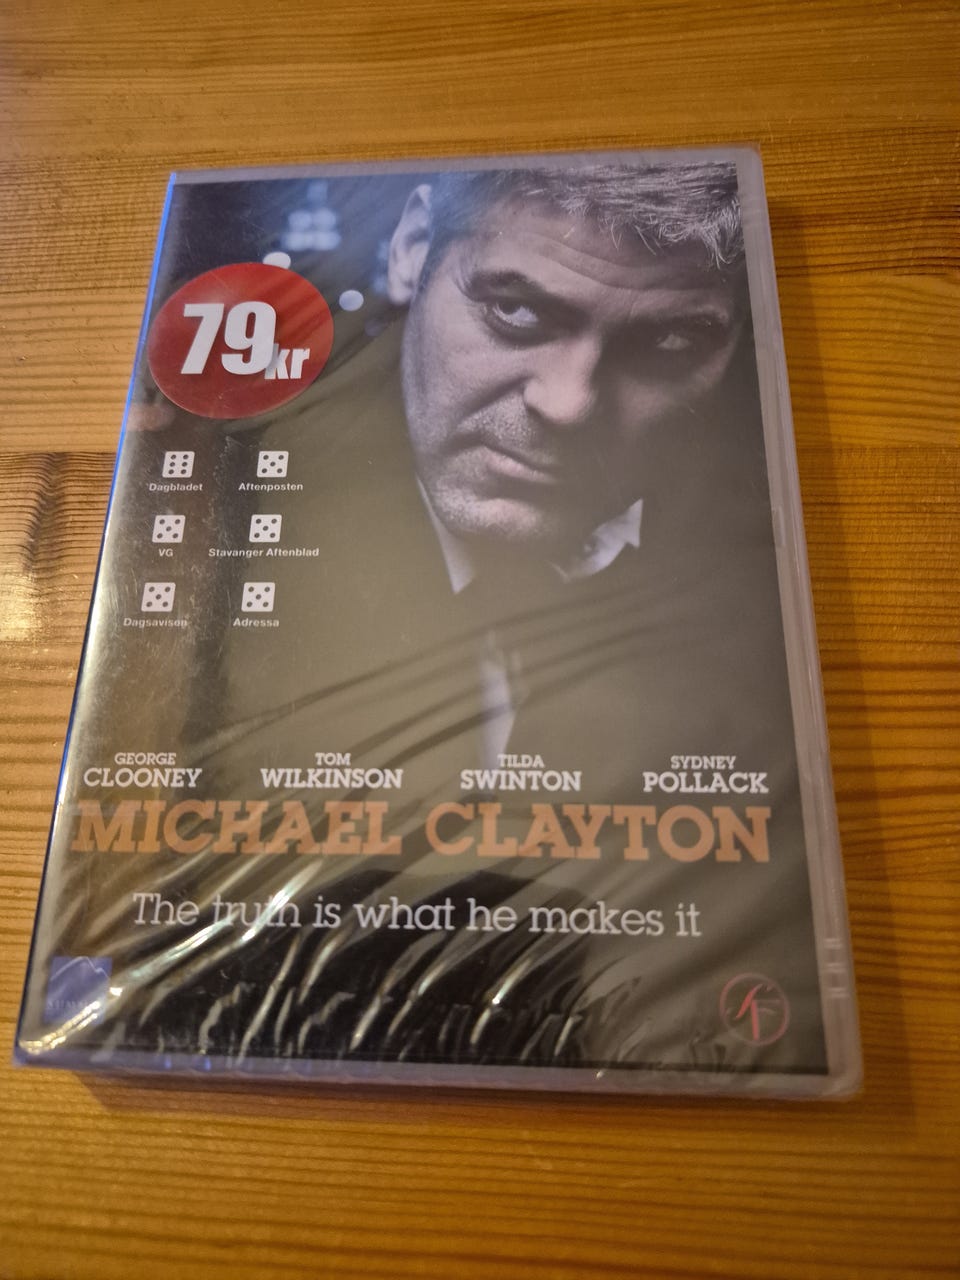 79kr
Dagbladet
Aftenposten
VG
Stavanger Aftenblad
Dagsavisen
Adressa
GEORGE CLOONEY
TOM WILKINSON
TILDA SWINTON
SYDNEY POLLACK
MICHAEL CLAYTON
The truth is what he makes it